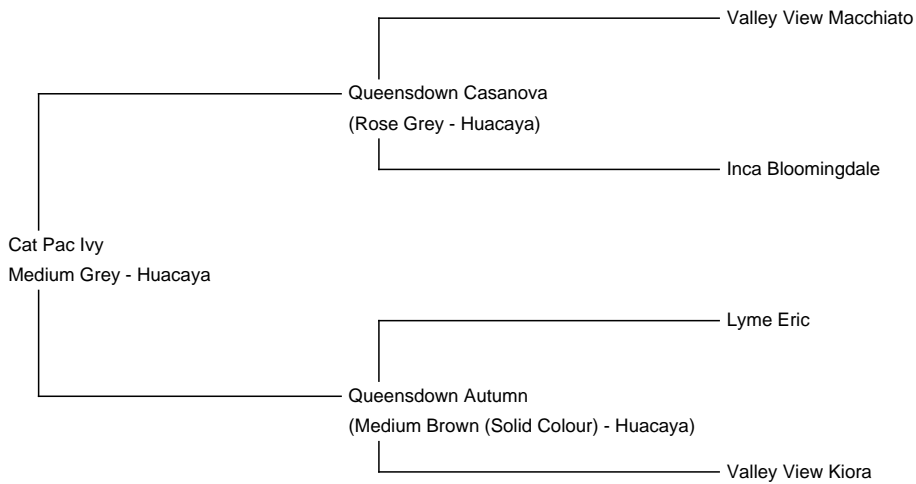 Valley View Macchiato
Queensdown Casanova
(Rose Grey - Huacaya)
Inca Bloomingdale
Cat Pac Ivy
Medium Grey - Huacaya
Lyme Eric
Queensdown Autumn
(Medium Brown (Solid Colour) - Huacaya)
Valley View Kiora